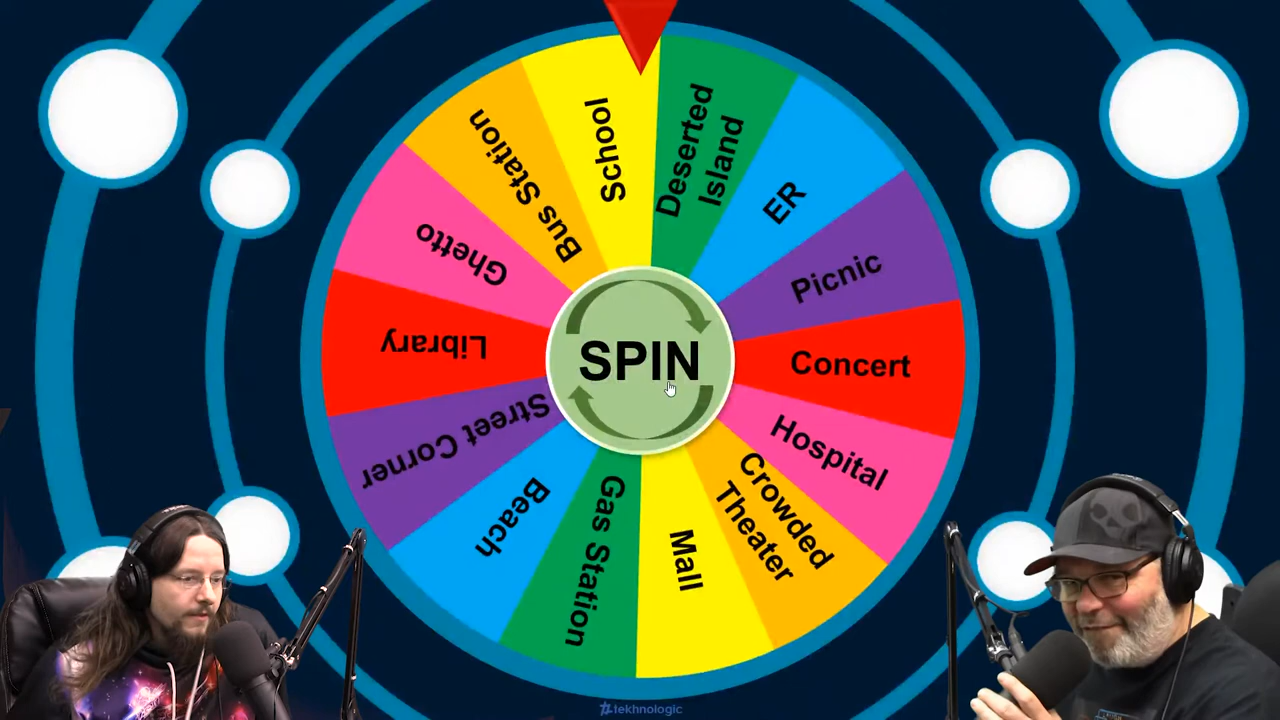 School
Deserted
Island
ER
Picnic
Concert
Hospital
Crowded
Theater
Mall
Gas Station
Beach
Street Corner
Library
Ghetto
Bus Station
SPIN
#tekhnologic